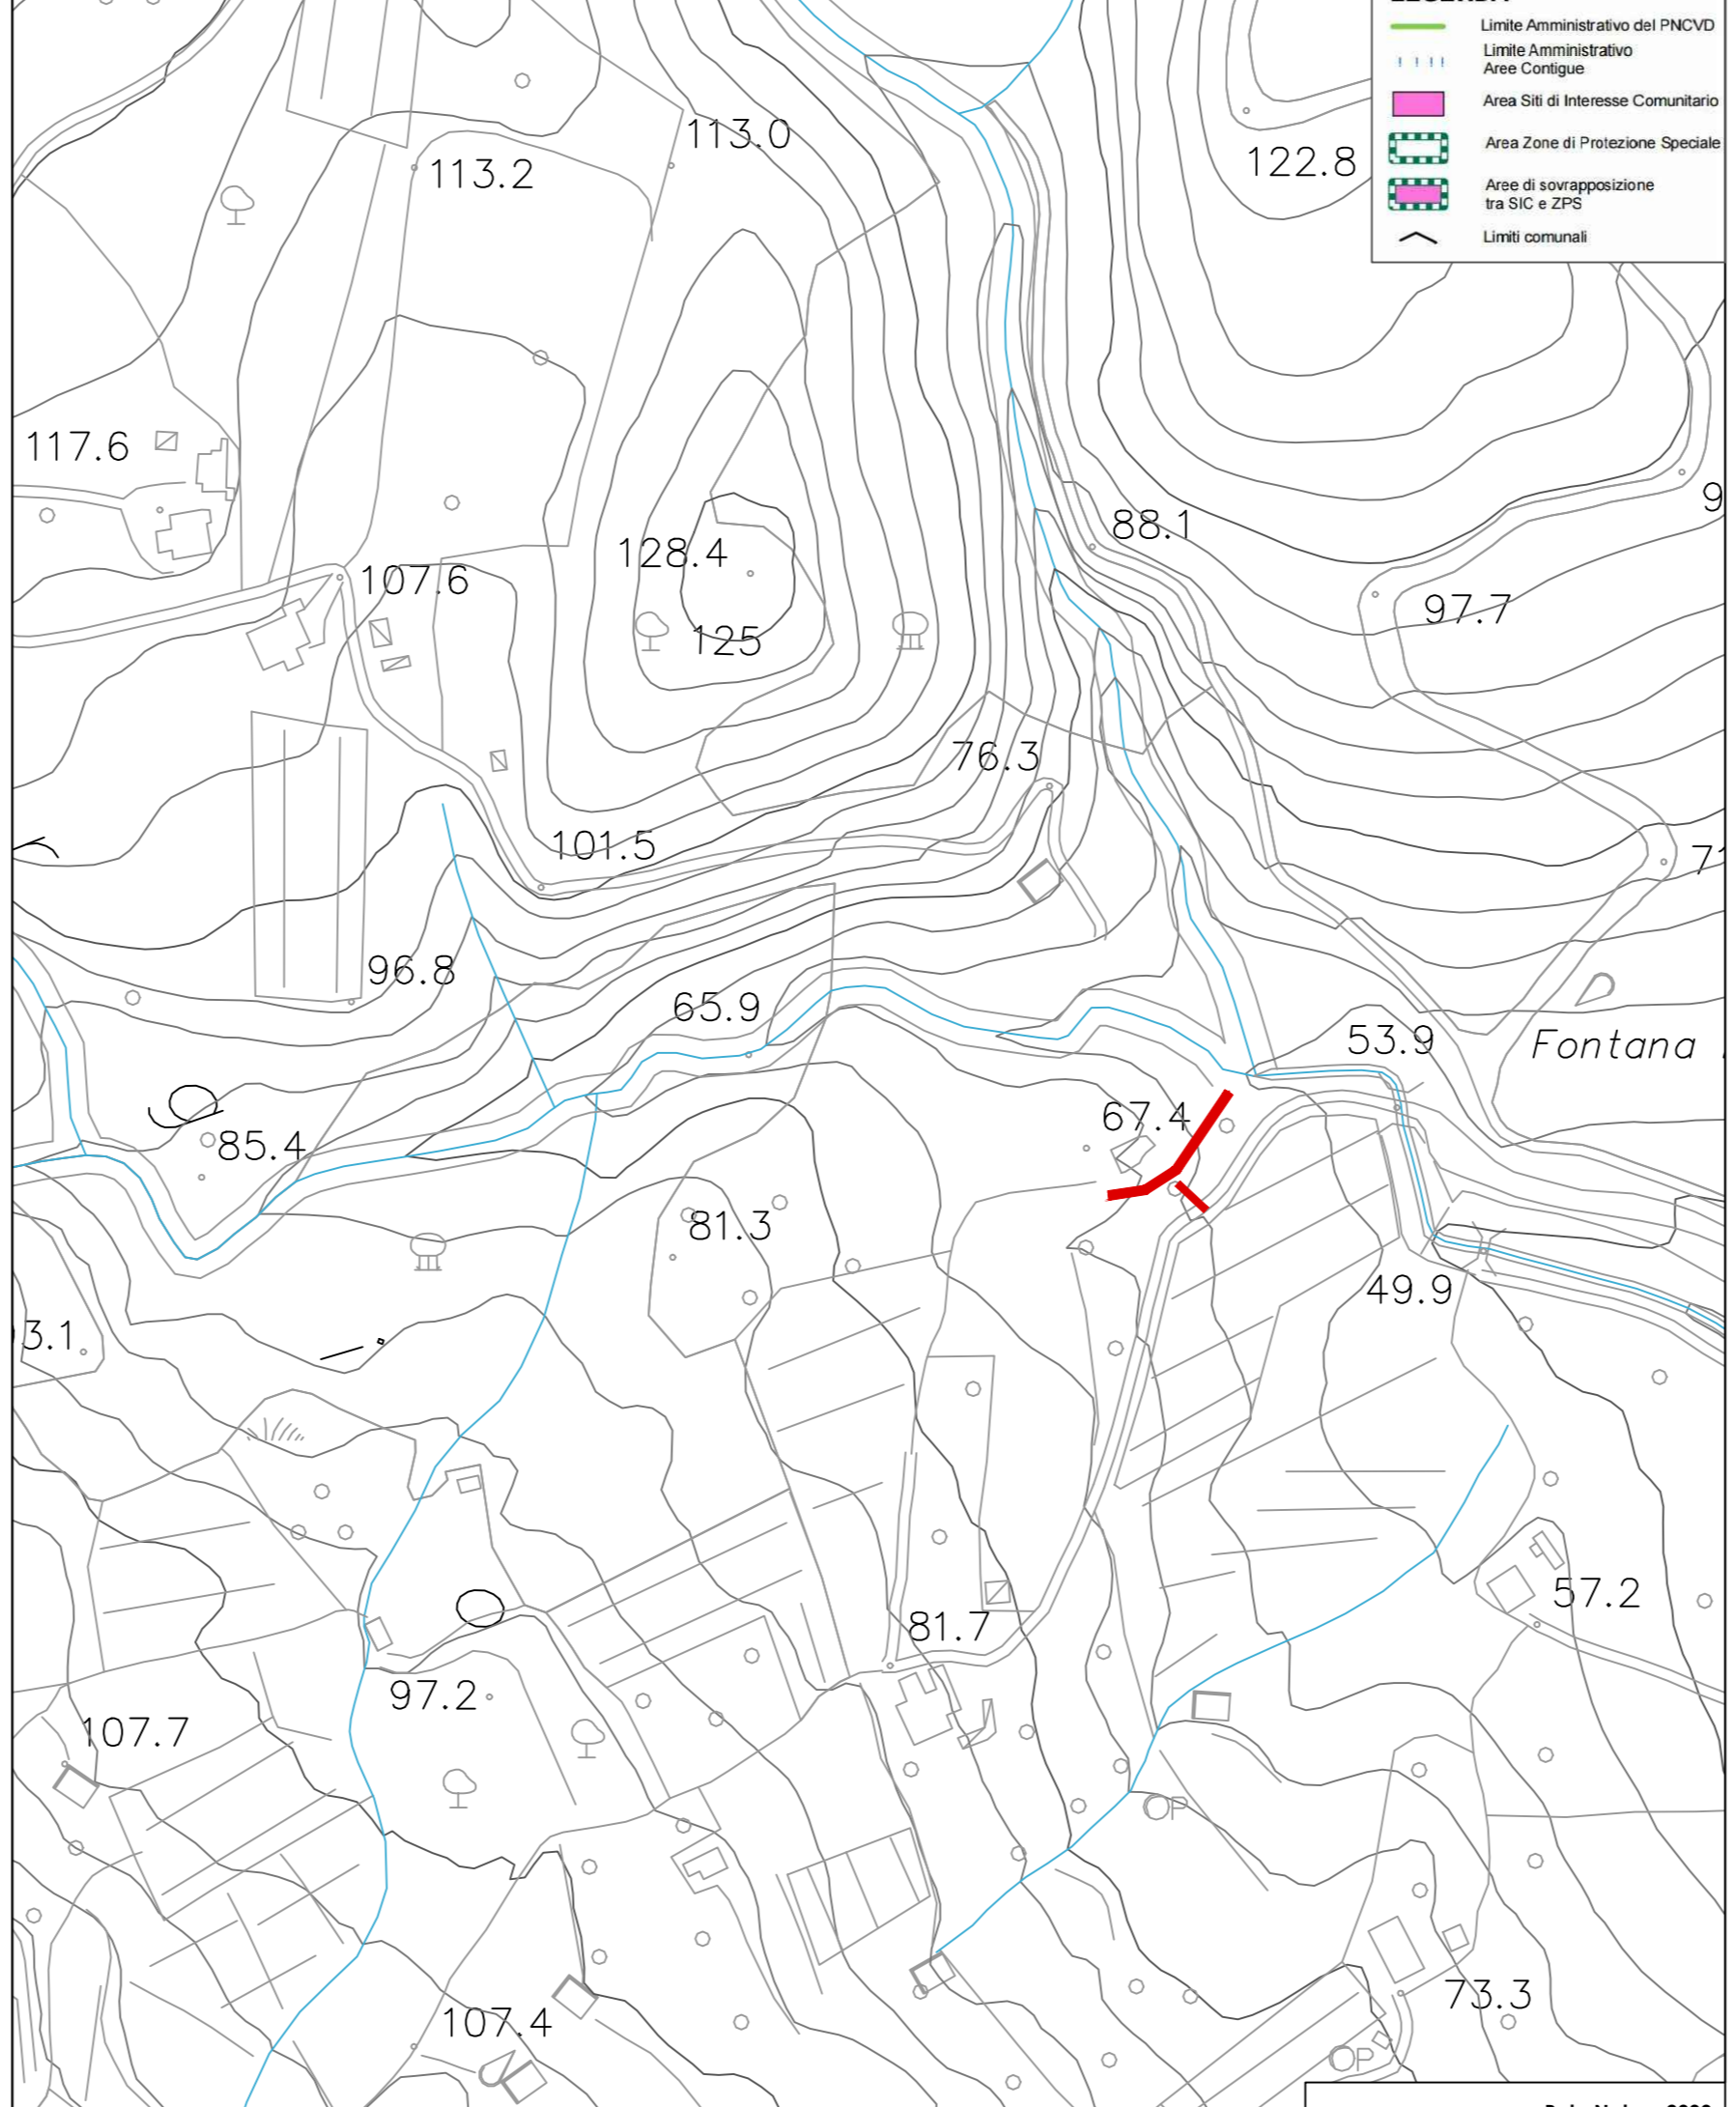 Limite Amministrativo del PNCVD
Limite Amministrativo
Aree Contigue
Area Siti di Interesse Comunitario
Area Zone di Protezione Speciale
Aree di sovrapposizione
tra SIC e ZPS
Limiti comunali
113.0
113.2
122.8
117.6
88.1
128.4
107.6
97.7
125
76.3
101.5
96.8
65.9
53.9
Fontana
67.4
85.4
81.3
49.9
3.1
57.2
81.7
97.2
107.7
P
73.3
107.4
P